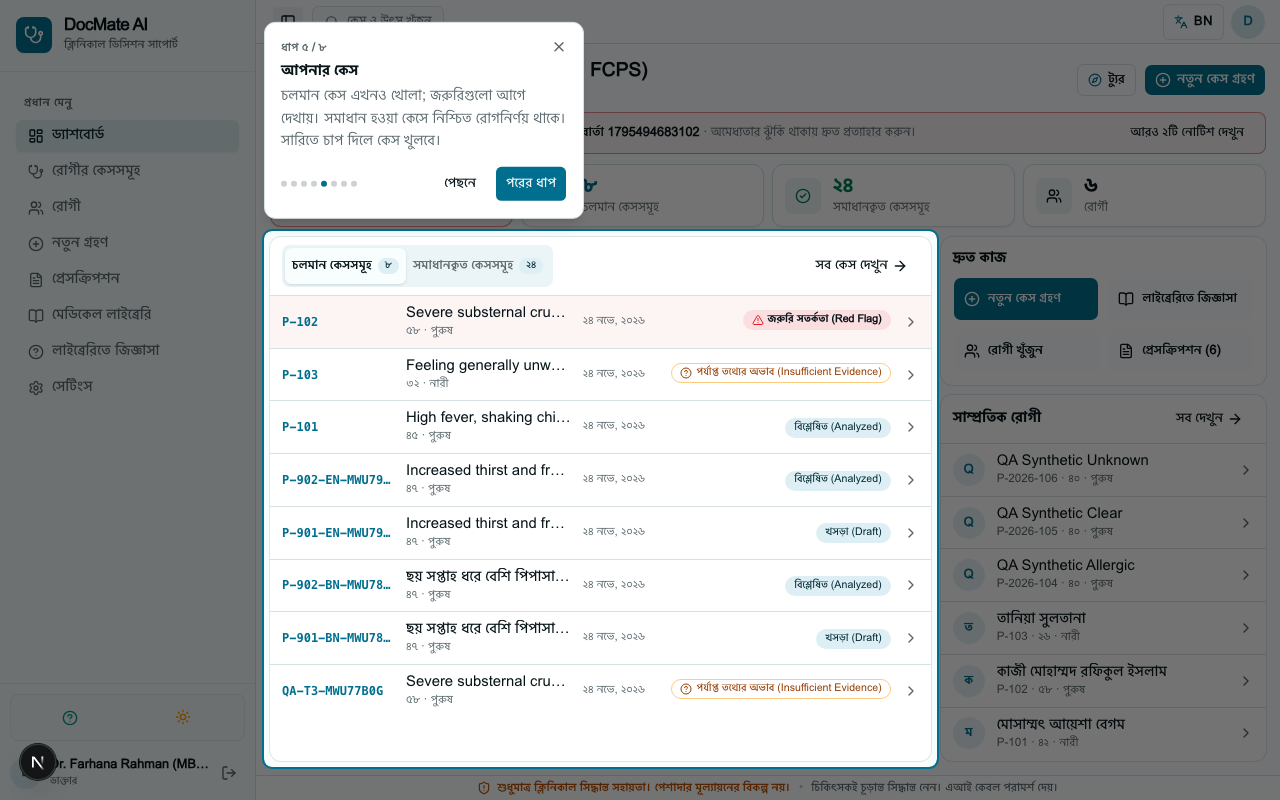 DocMate AI
ক্লিনিকাল ডিসিশন সাপোর্ট
প্রধান মেনু
ড্যাশবোর্ড
রোগীর কেসসমূহ
রোগী
নতুন গ্রহণ
প্রেসক্রিপশন
মেডিকেল লাইব্রেরি
লাইব্রেরিতে জিজ্ঞাসা
সেটিংস
N
Dr. Farhana Rahman (MB...
ডাক্তার
BN
D
FCPS)
ট্যুর
নতুন কেস গ্রহণ
1795494683102 · অমেধ্যতার ঝুঁকি থাকায় দ্রুত প্রত্যাহার করুন।
আরও ২টি নোটিশ দেখুন
ধাপ ৫ / ৮
আপনার কেস
চলমান কেস এখনও খোলা; জরুরিগুলো আগে
দেখায়। সমাধান হওয়া কেসে নিশ্চিত রোগনির্ণয় থাকে।
সারিতে চাপ দিলে কেস খুলবে।
পেছনে
পরের ধাপ
২৪
সমাধানকৃত কেসসমূহ
৬
রোগী
চলমান কেসসমূহ ৮
সমাধানকৃত কেসসমূহ ২৪
সব কেস দেখুন
P-102
Severe substernal cru...
৫৮ · পুরুষ
২৪ নভে, ২০২৬
জরুরি সতর্কতা (Red Flag)
P-103
Feeling generally unw...
৩২ · নারী
২৪ নভে, ২০২৬
পর্যাপ্ত তথ্যের অভাব (Insufficient Evidence)
P-101
High fever, shaking chi...
৪৫ · পুরুষ
২৪ নভে, ২০২৬
বিশ্লেষিত (Analyzed)
P-902-EN-MWU79...
Increased thirst and fr...
৪৭ · পুরুষ
২৪ নভে, ২০২৬
বিশ্লেষিত (Analyzed)
P-901-EN-MWU79...
Increased thirst and fr...
৪৭ · পুরুষ
২৪ নভে, ২০২৬
খসড়া (Draft)
P-902-BN-MWU78...
ছয় সপ্তাহ ধরে বেশি পিপাসা...
৪৭ · পুরুষ
২৪ নভে, ২০২৬
বিশ্লেষিত (Analyzed)
P-901-BN-MWU78...
ছয় সপ্তাহ ধরে বেশি পিপাসা...
৪৭ · পুরুষ
২৪ নভে, ২০২৬
খসড়া (Draft)
QA-T3-MWU77B0G
Severe substernal cru...
৫৮ · পুরুষ
২৪ নভে, ২০২৬
পর্যাপ্ত তথ্যের অভাব (Insufficient Evidence)
দ্রুত কাজ
নতুন কেস গ্রহণ
লাইব্রেরিতে জিজ্ঞাসা
রোগী খুঁজুন
প্রেসক্রিপশন (6)
সাম্প্রতিক রোগী
সব দেখুন
Q
QA Synthetic Unknown
P-2026-106 · ৪০ · পুরুষ
Q
QA Synthetic Clear
P-2026-105 · ৪০ · পুরুষ
Q
QA Synthetic Allergic
P-2026-104 · ৪০ · পুরুষ
ত
তানিয়া সুলতানা
P-103 · ২৬ · নারী
ক
কাজী মোহাম্মদ রফিকুল ইসলাম
P-102 · ৫৮ · পুরুষ
ম
মোসাম্মৎ আয়েশা বেগম
P-101 · ৪২ · নারী
শুধুমাত্র ক্লিনিকাল সিদ্ধান্ত সহায়তা। পেশাদার মূল্যায়নের বিকল্প নয়। · চিকিৎসকই চূড়ান্ত সিদ্ধান্ত নেন। এআই কেবল পরামর্শ দেয়।